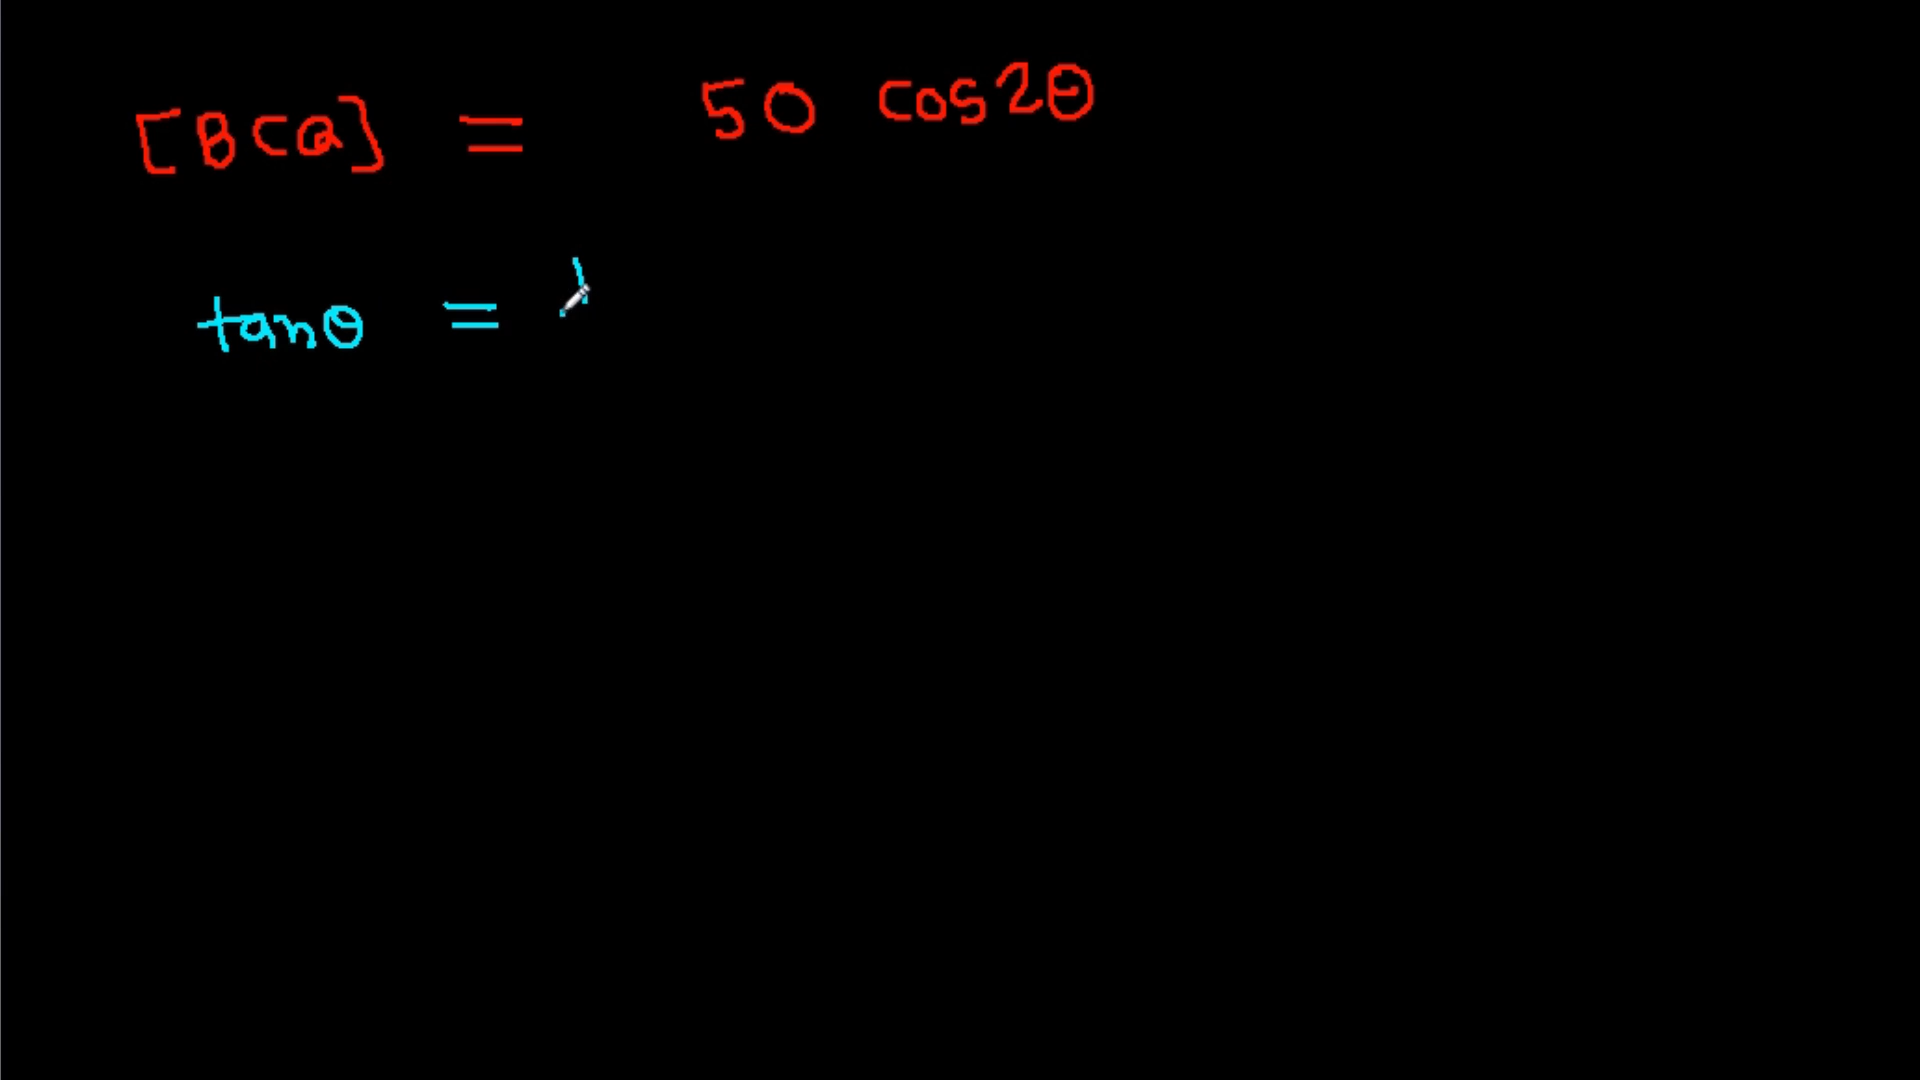 [BCQ] = 50 cos2θ
tanθ =